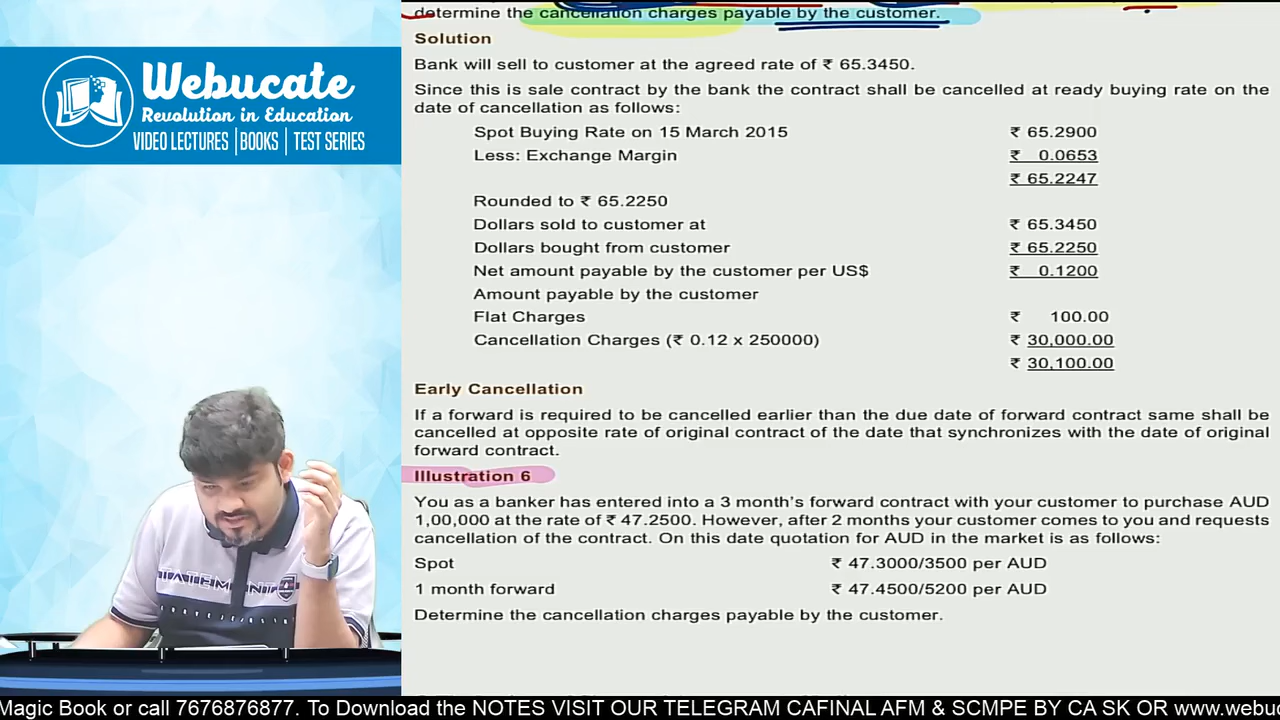 determine the cancellation charges payable by the customer.
Solution
Bank will sell to customer at the agreed rate of ₹ 65.3450.
Since this is sale contract by the bank the contract shall be cancelled at ready buying rate on the
date of cancellation as follows:
Spot Buying Rate on 15 March 2015 ₹ 65.2900
Less: Exchange Margin ₹ 0.0653
₹ 65.2247
Rounded to ₹ 65.2250
Dollars sold to customer at ₹ 65.3450
Dollars bought from customer ₹ 65.2250
Net amount payable by the customer per US$ ₹ 0.1200
Amount payable by the customer
Flat Charges ₹ 100.00
Cancellation Charges (₹ 0.12 x 250000) ₹ 30,000.00
₹ 30,100.00
Early Cancellation
If a forward is required to be cancelled earlier than the due date of forward contract same shall be
cancelled at opposite rate of original contract of the date that synchronizes with the date of original
forward contract.
Illustration 6
You as a banker has entered into a 3 month's forward contract with your customer to purchase AUD
1,00,000 at the rate of ₹ 47.2500. However, after 2 months your customer comes to you and requests
cancellation of the contract. On this date quotation for AUD in the market is as follows:
Spot ₹ 47.3000/3500 per AUD
1 month forward ₹ 47.4500/5200 per AUD
Determine the cancellation charges payable by the customer.
Webucate
Revolution in Education
VIDEO LECTURES | BOOKS | TEST SERIES
Magic Book or call 7676876877. To Download the NOTES VISIT OUR TELEGRAM CAFINAL AFM & SCMPE BY CA SK OR www.webuc